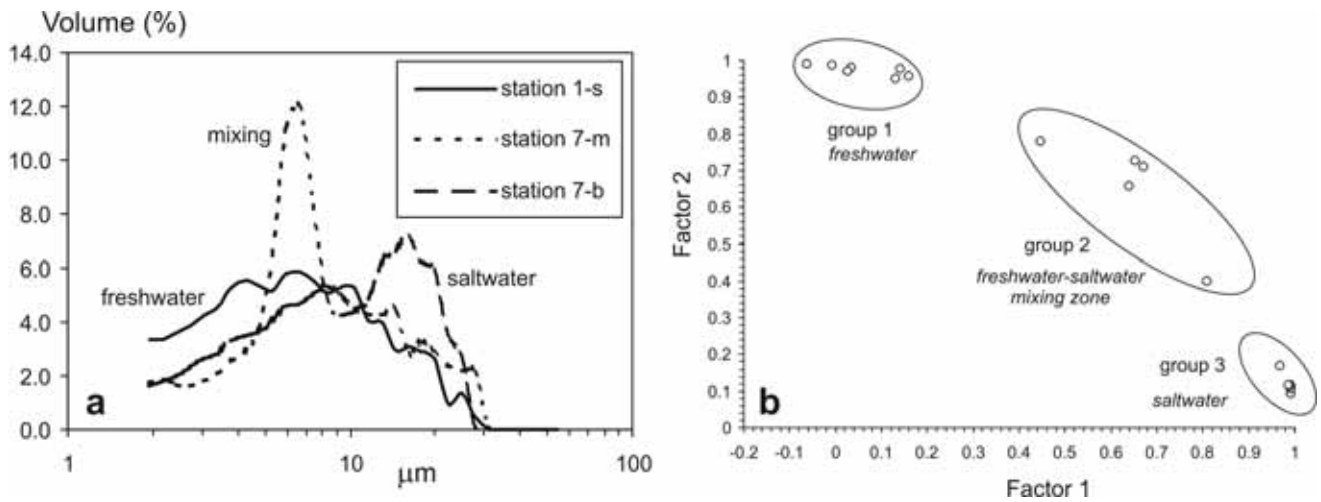 Volume (%)
14.0
12.0
10.0
8.0
6.0
4.0
2.0
0.0
1
10
100
μm
station 1-s
station 7-m
station 7-b
mixing
freshwater
saltwater
a
Factor 2
1
0.9
0.8
0.7
0.6
0.5
0.4
0.3
0.2
0.1
0
-0.2 -0.1 0 0.1 0.2 0.3 0.4 0.5 0.6 0.7 0.8 0.9 1
Factor 1
group 1
freshwater
group 2
freshwater-saltwater
mixing zone
group 3
saltwater
b